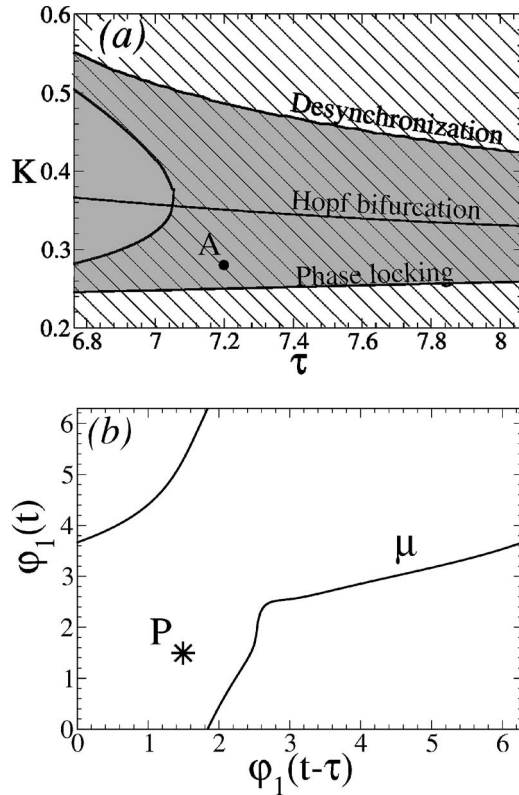 0.6
(a)
0.5
Desynchronization
K 0.4
Hopf bifurcation
0.3
A
Phase locking
0.2
6.8 7 7.2 7.4 7.6 7.8 8
τ
6
(b)
5
φ₁(t)
4
μ
3
2
P
1
0
0 1 2 3 4 5 6
φ₁(t-τ)